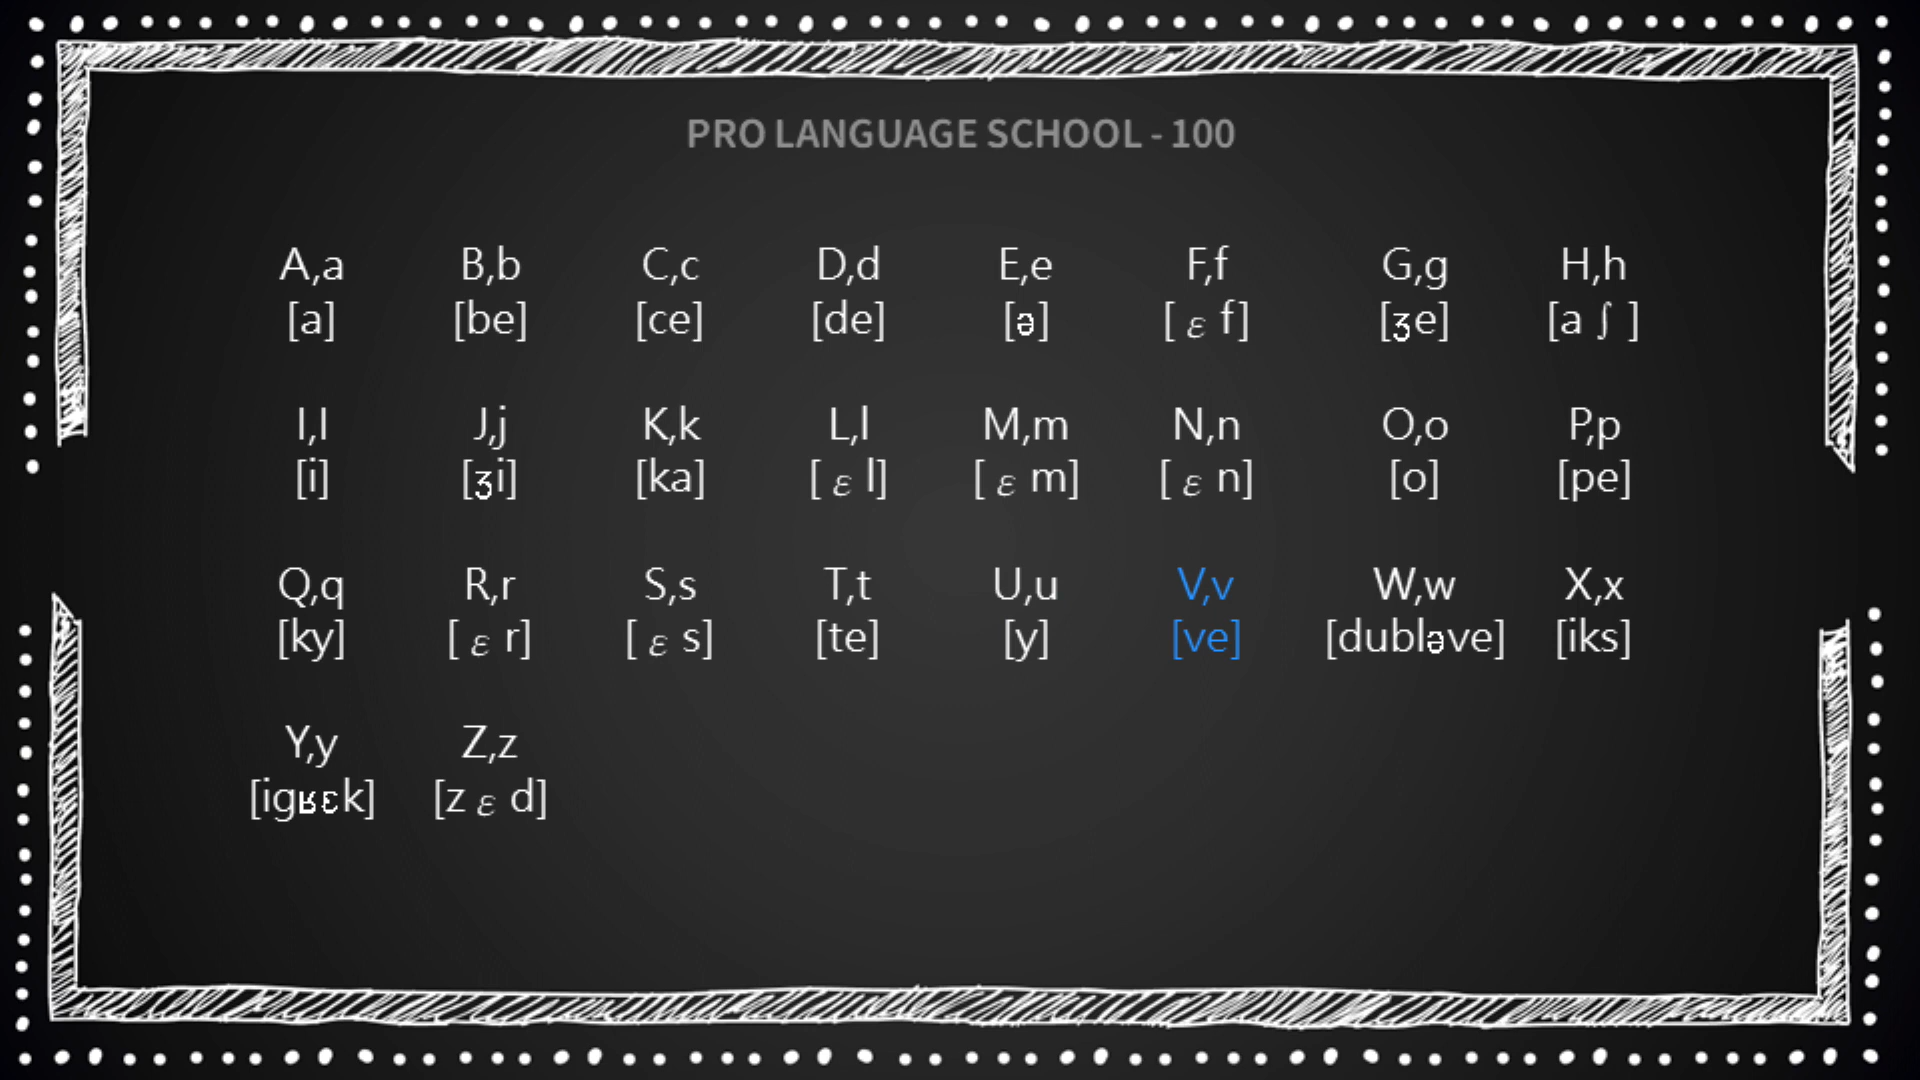 PRO LANGUAGE SCHOOL - 100
A,a B,b C,c D,d E,e F,f G,g H,h
[a] [be] [ce] [de] [ə] [ ε f] [ʒe] [a ʃ ]
I,I J,j K,k L,l M,m N,n O,o P,p
[i] [ʒi] [ka] [ ε l] [ ε m] [ ε n] [o] [pe]
Q,q R,r S,s T,t U,u V,v W,w X,x
[ky] [ ε r] [ ε s] [te] [y] [ve] [dubləve] [iks]
Y,y Z,z
[igʁɛk] [z ε d]